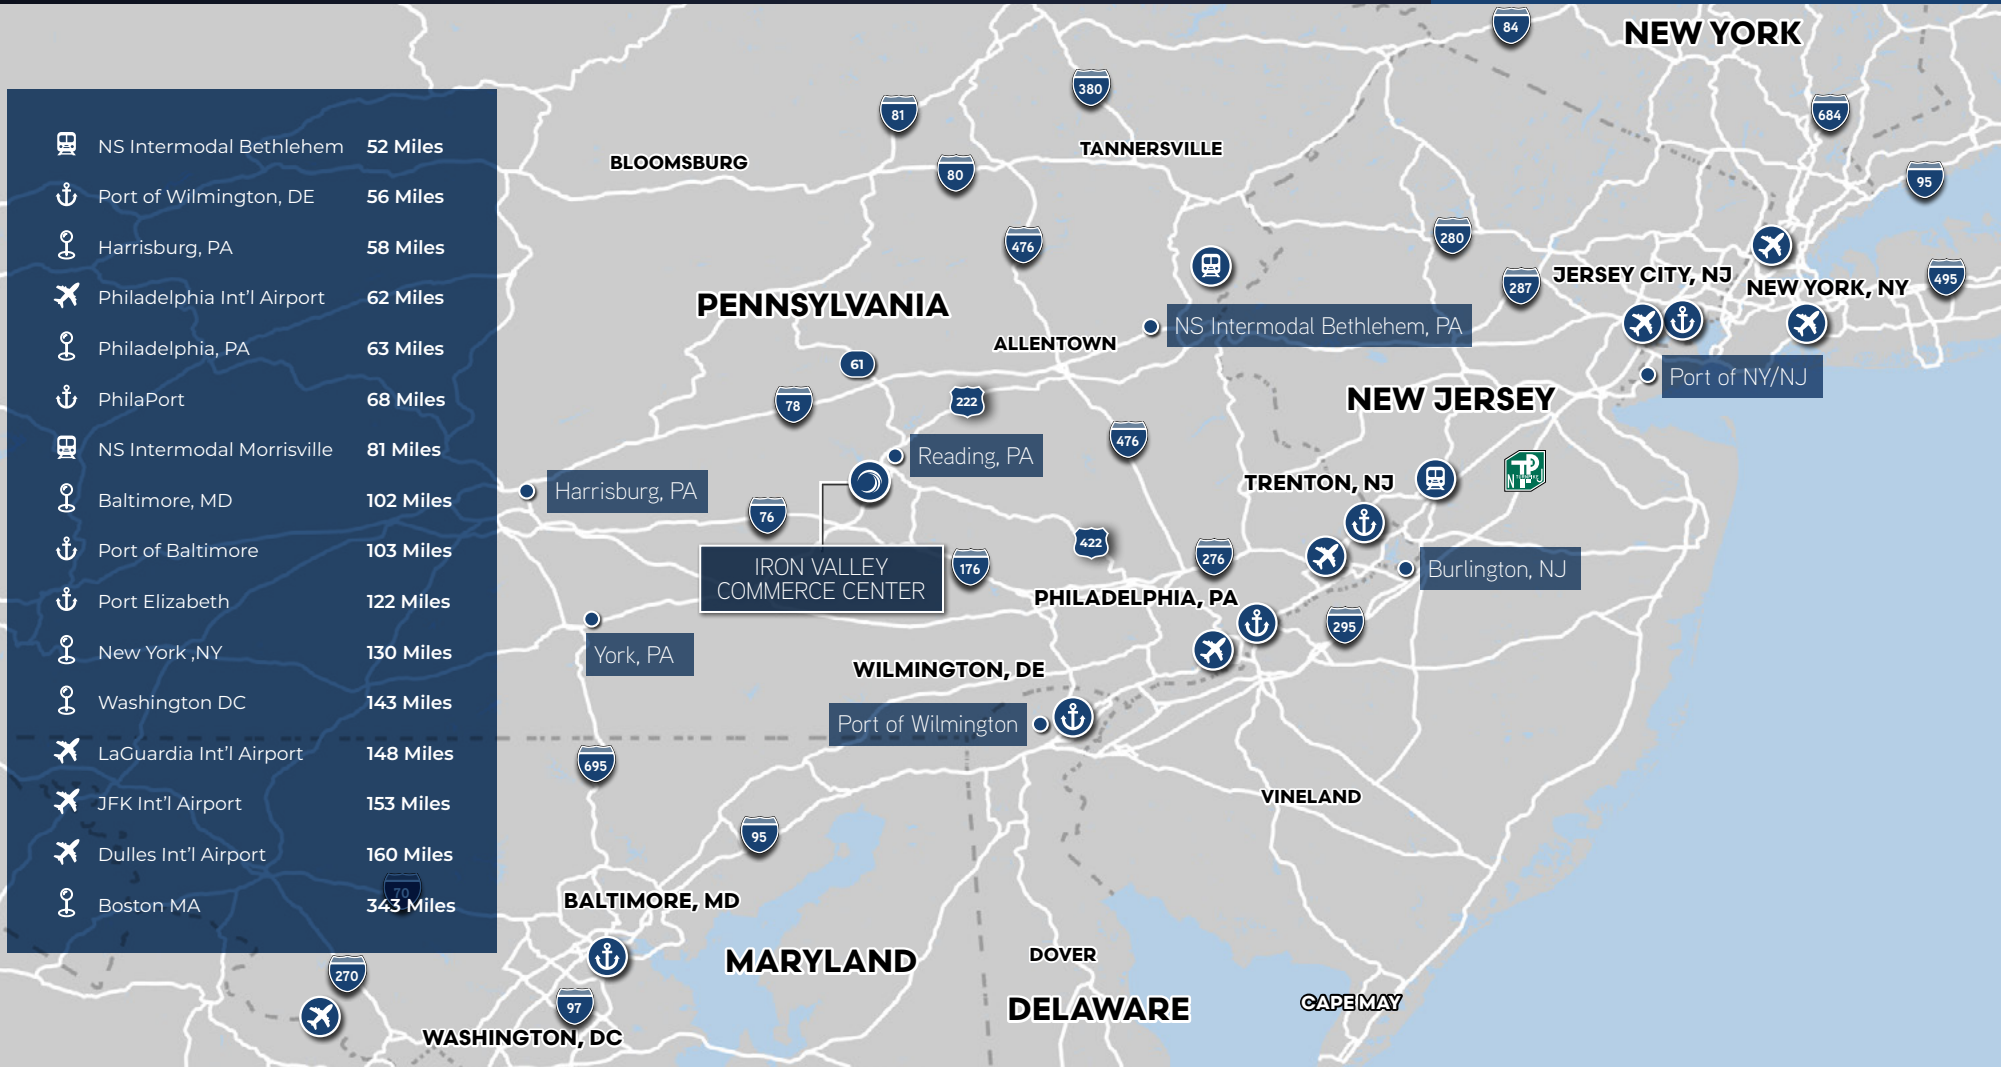 NS Intermodal Bethlehem 52 Miles
Port of Wilmington, DE 56 Miles
Harrisburg, PA 58 Miles
Philadelphia Int'l Airport 62 Miles
Philadelphia, PA 63 Miles
PhilaPort 68 Miles
NS Intermodal Morrisville 81 Miles
Baltimore, MD 102 Miles
Port of Baltimore 103 Miles
Port Elizabeth 122 Miles
New York ,NY 130 Miles
Washington DC 143 Miles
LaGuardia Int'l Airport 148 Miles
JFK Int'l Airport 153 Miles
Dulles Int'l Airport 160 Miles
70
Boston MA 343 Miles
84
NEW YORK
380
81
684
BLOOMSBURG
TANNERSVILLE
80
95
476
280
JERSEY CITY, NJ
287
NEW YORK, NY
495
PENNSYLVANIA
NS Intermodal Bethlehem, PA
ALLENTOWN
61
Port of NY/NJ
78
222
NEW JERSEY
476
Reading, PA
Harrisburg, PA
TRENTON, NJ
76
422
276
IRON VALLEY
COMMERCE CENTER
176
Burlington, NJ
PHILADELPHIA, PA
295
York, PA
WILMINGTON, DE
Port of Wilmington
695
VINELAND
95
BALTIMORE, MD
MARYLAND
DOVER
270
97
DELAWARE
CAPE MAY
WASHINGTON, DC